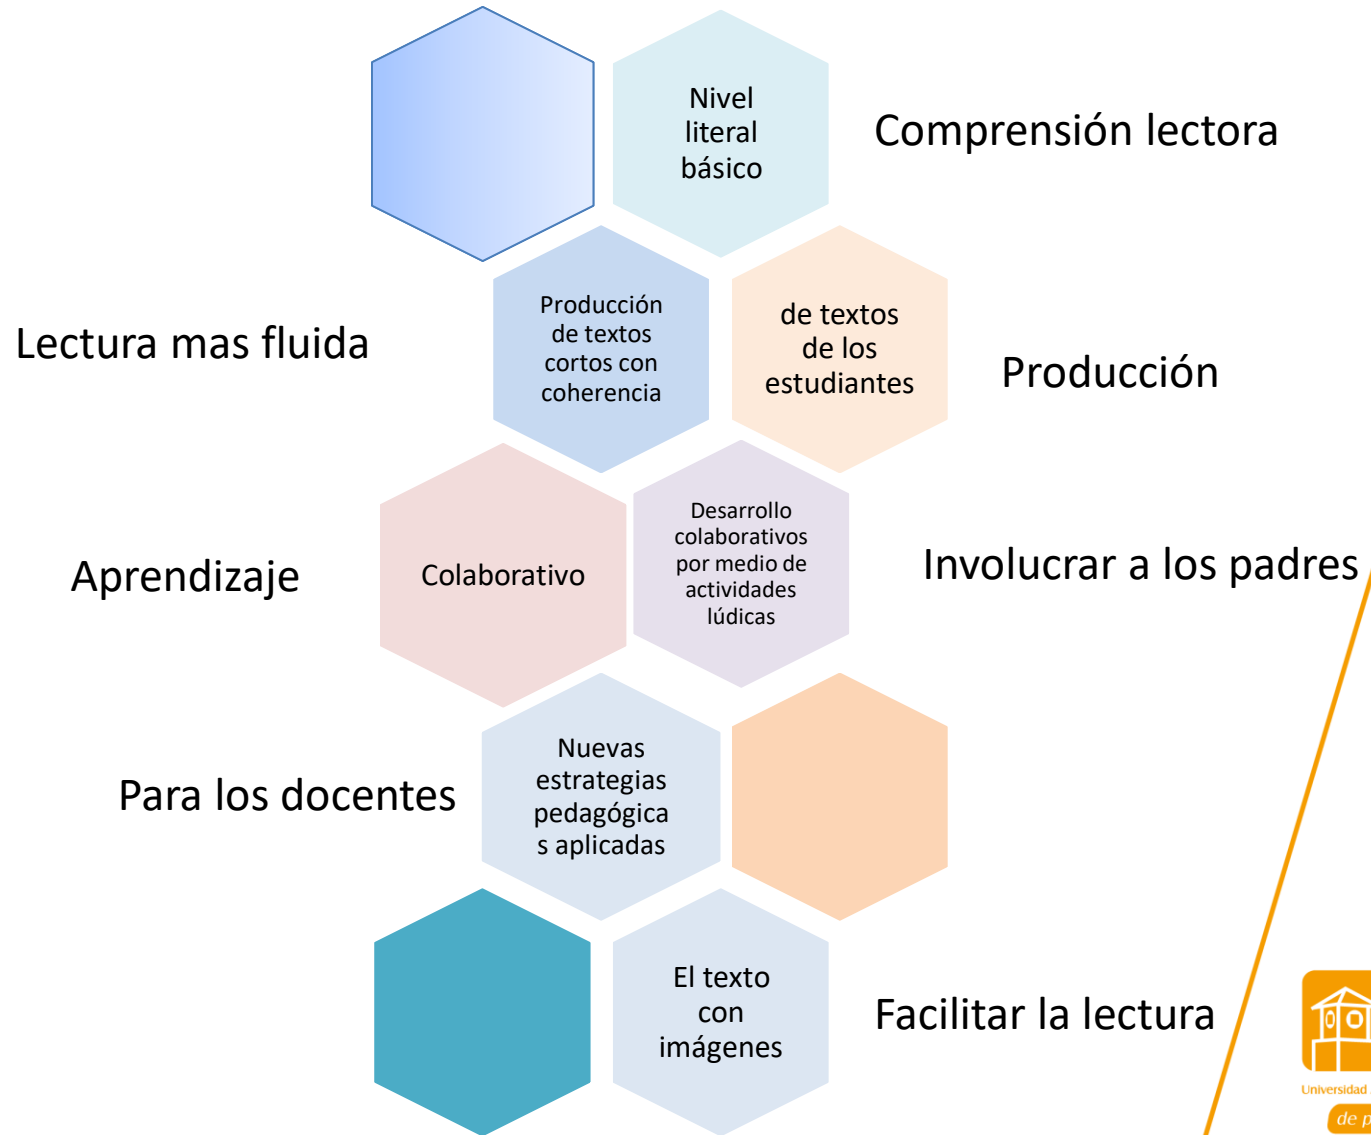 Nivel
literal
básico
Comprensión lectora
Lectura mas fluida
Producción
de textos
cortos con
coherencia
de textos
de los
estudiantes
Producción
Aprendizaje
Colaborativo
Desarrollo
colaborativos
por medio de
actividades
lúdicas
Involucrar a los padres
Para los docentes
Nuevas
estrategias
pedagógica
s aplicadas
El texto
con
imágenes
Facilitar la lectura
Universidad
de p